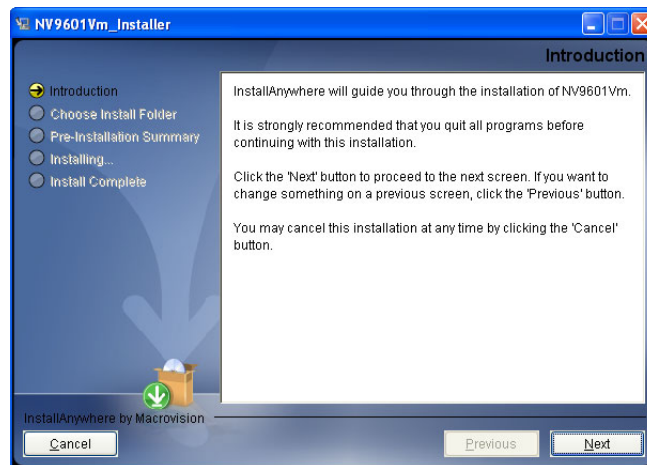 NV9601Vm_Installer
Introduction
Introduction
Choose Install Folder
Pre-Installation Summary
Installing...
Install Complete
InstallAnywhere will guide you through the installation of NV9601Vm.
It is strongly recommended that you quit all programs before
continuing with this installation.
Click the 'Next' button to proceed to the next screen. If you want to
change something on a previous screen, click the 'Previous' button.
You may cancel this installation at any time by clicking the 'Cancel'
button.
InstallAnywhere by Macrovision
Cancel
Previous
Next